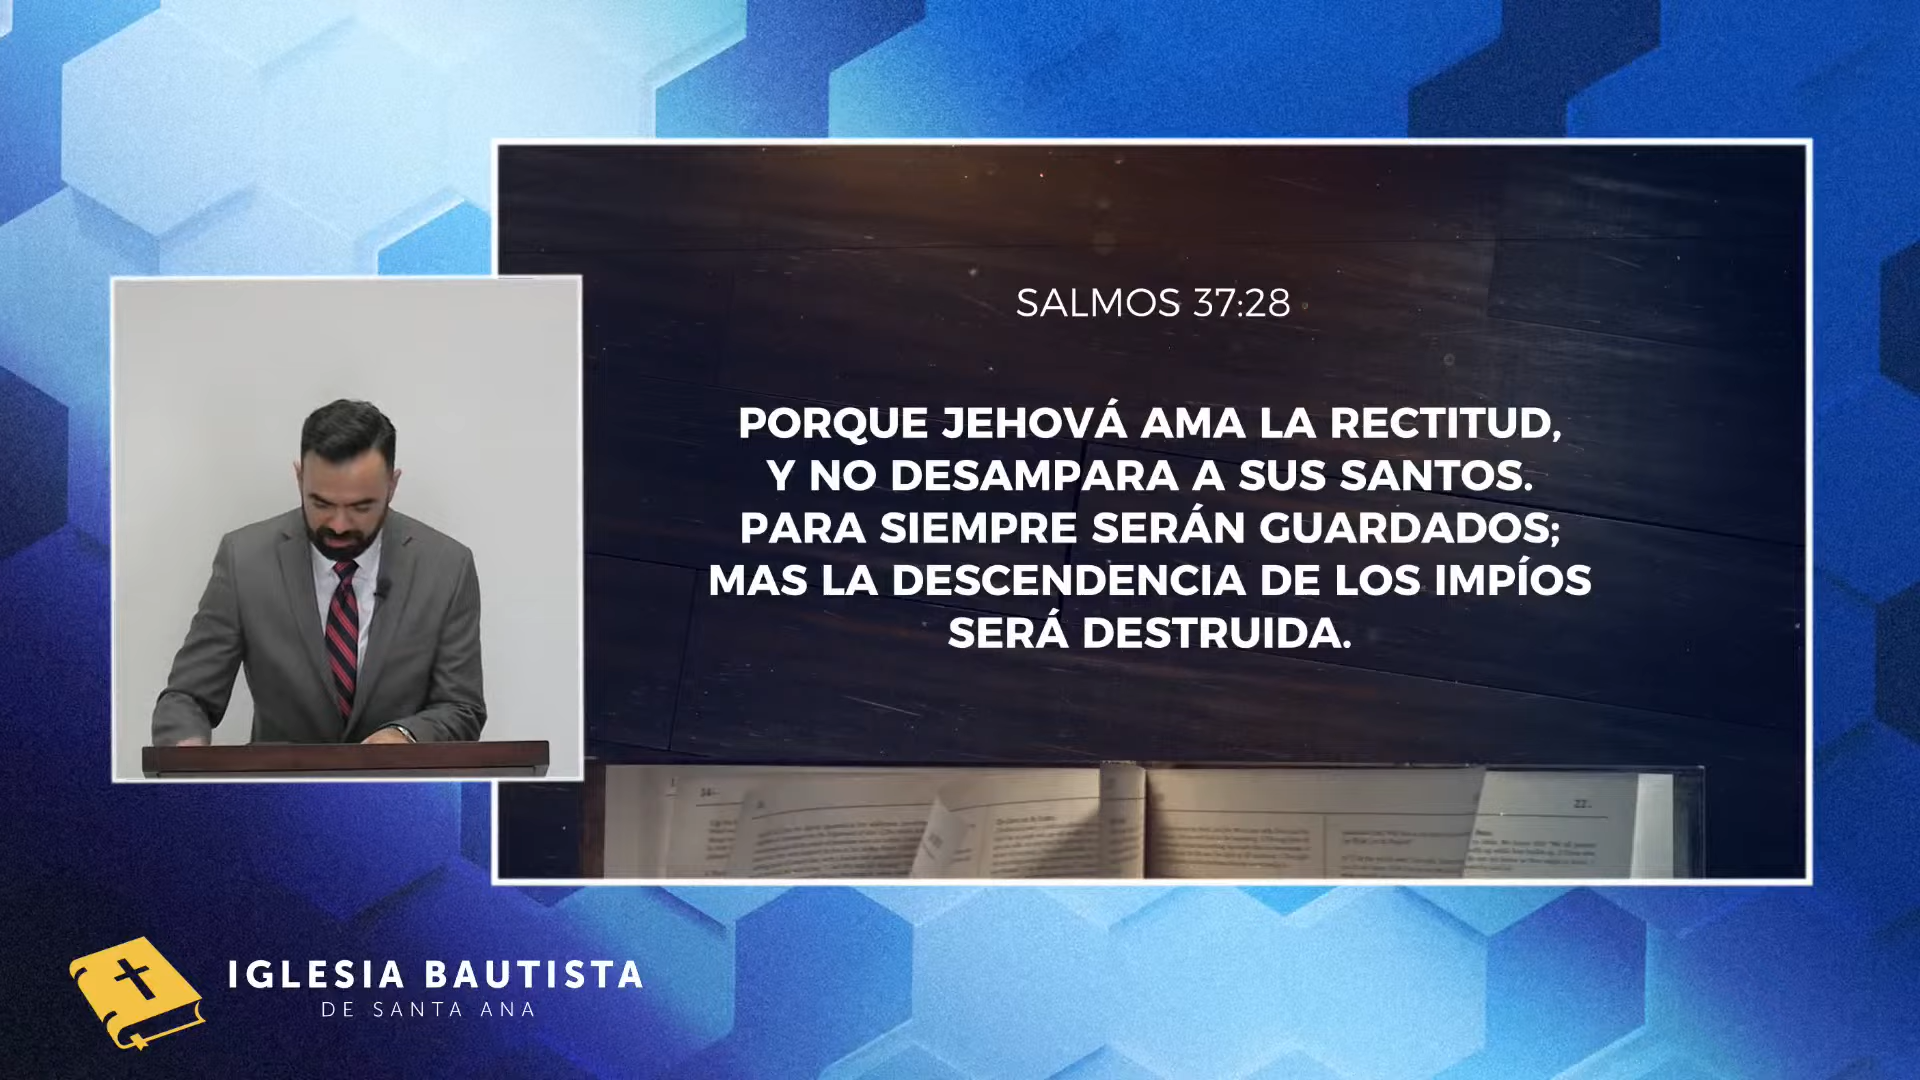 SALMOS 37:28
PORQUE JEHOVÁ AMA LA RECTITUD,
Y NO DESAMPARA A SUS SANTOS.
PARA SIEMPRE SERÁN GUARDADOS;
MAS LA DESCENDENCIA DE LOS IMPÍOS
SERÁ DESTRUIDA.
IGLESIA BAUTISTA
DE SANTA ANA